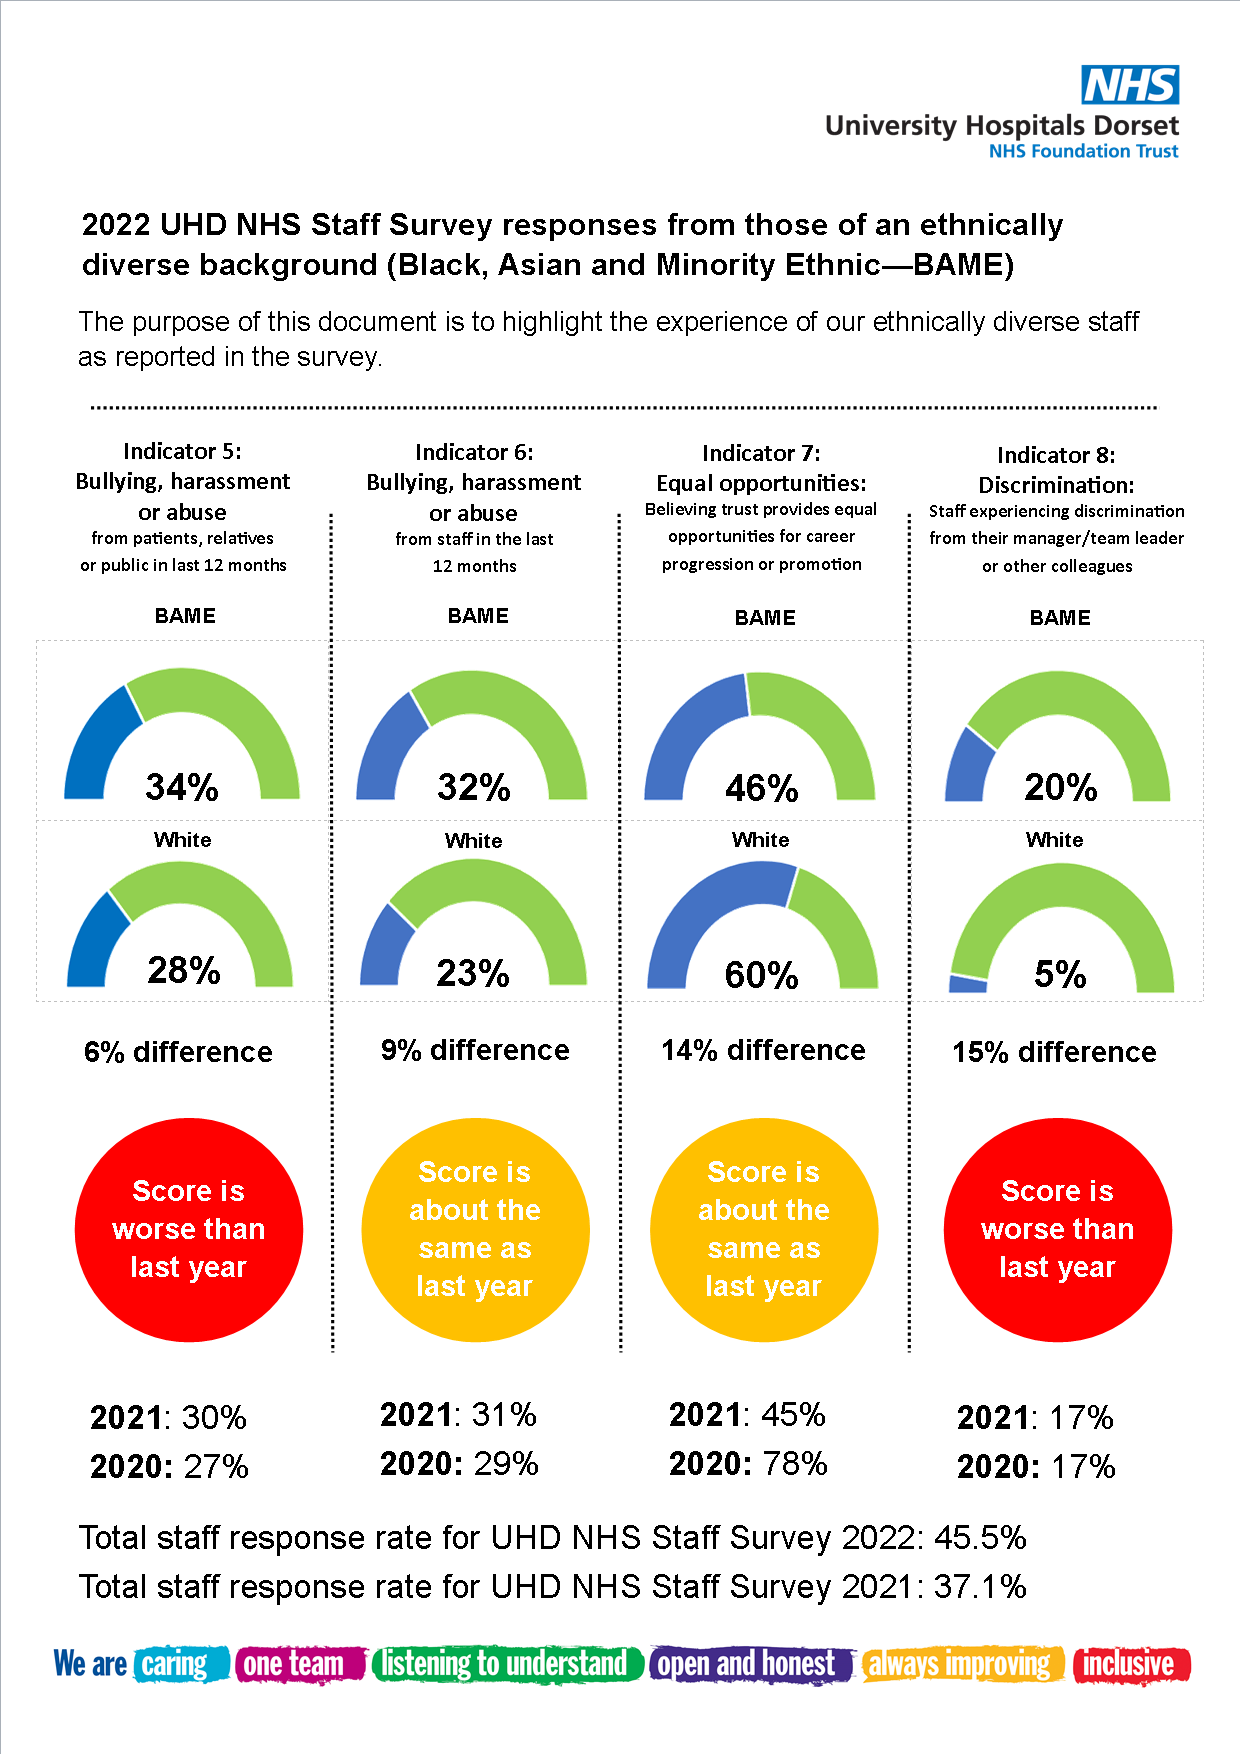 NHS
University Hospitals Dorset
NHS Foundation Trust
2022 UHD NHS Staff Survey responses from those of an ethnically
diverse background (Black, Asian and Minority Ethnic—BAME)
The purpose of this document is to highlight the experience of our ethnically diverse staff
as reported in the survey.
Indicator 5:
Bullying, harassment
or abuse
from patients, relatives
or public in last 12 months
BAME
34%
White
28%
6% difference
Score is
worse than
last year
2021: 30%
2020: 27%
Indicator 6:
Bullying, harassment
or abuse
from staff in the last
12 months
BAME
32%
White
23%
9% difference
Score is
about the
same as
last year
2021: 31%
2020: 29%
Indicator 7:
Equal opportunities:
Believing trust provides equal
opportunities for career
progression or promotion
BAME
46%
White
60%
14% difference
Score is
about the
same as
last year
2021: 45%
2020: 78%
Indicator 8:
Discrimination:
Staff experiencing discrimination
from their manager/team leader
or other colleagues
BAME
20%
White
5%
15% difference
Score is
worse than
last year
2021: 17%
2020: 17%
Total staff response rate for UHD NHS Staff Survey 2022: 45.5%
Total staff response rate for UHD NHS Staff Survey 2021: 37.1%
We are caring one team listening to understand open and honest always improving inclusive